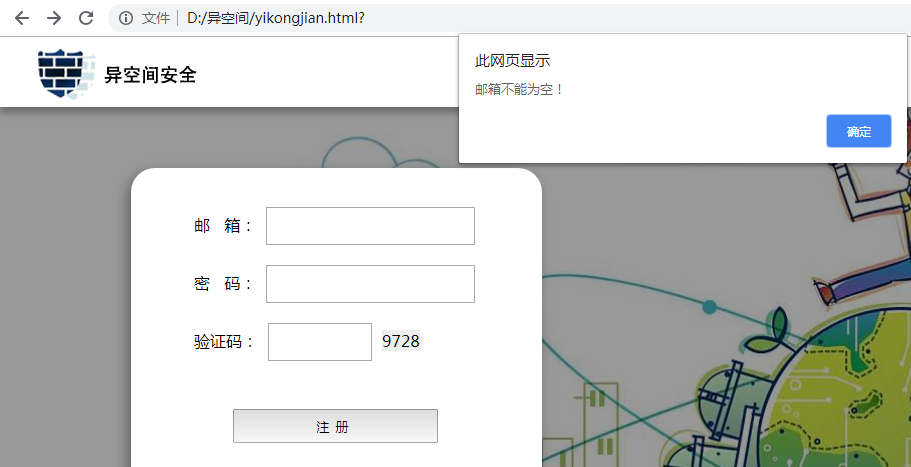 文件 D:/异空间/yikongjian.html?
异空间安全
此网页显示
邮箱不能为空！
确定
邮 箱：
密 码：
验证码： 9728
注 册